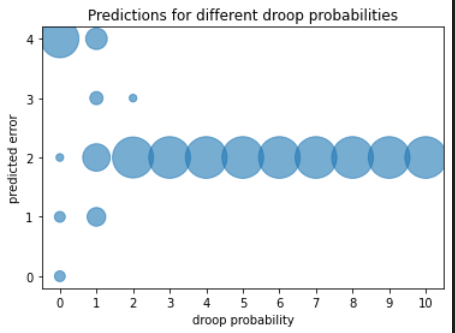 Predictions for different droop probabilities
predicted error
4
3
2
1
0
0 1 2 3 4 5 6 7 8 9 10
droop probability